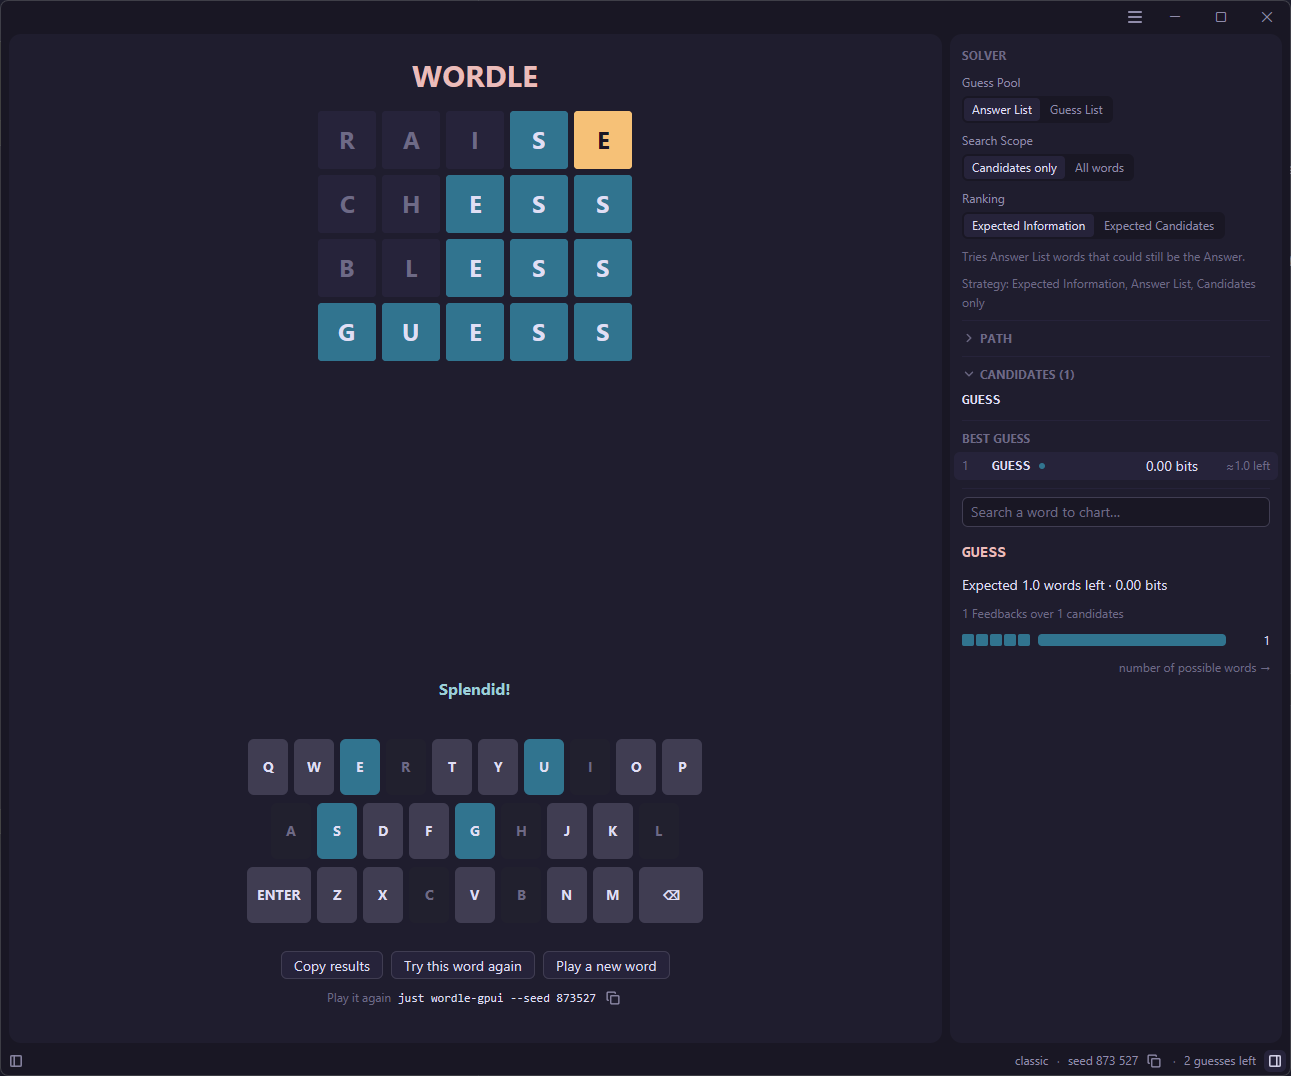 WORDLE
R A I S E
C H E S S
B L E S S
G U E S S
Splendid!
Q W E R T Y U I O P
A S D F G H J K L
ENTER Z X C V B N M ⌫
Copy results Try this word again Play a new word
Play it again just wordle-gpui --seed 873527
SOLVER
Guess Pool
Answer List Guess List
Search Scope
Candidates only All words
Ranking
Expected Information Expected Candidates
Tries Answer List words that could still be the Answer.
Strategy: Expected Information, Answer List, Candidates
only
PATH
CANDIDATES (1)
GUESS
BEST GUESS
1 GUESS 0.00 bits ≈1.0 left
Search a word to chart...
GUESS
Expected 1.0 words left · 0.00 bits
1 Feedbacks over 1 candidates
1
number of possible words →
classic · seed 873 527 · 2 guesses left